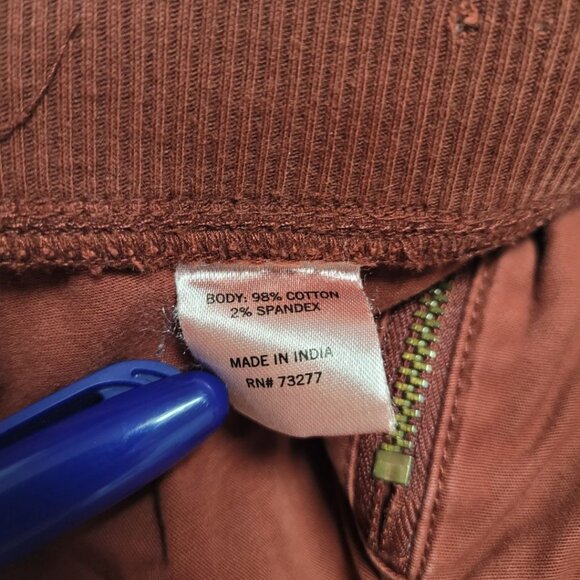 BODY: 98% COTTON
2% SPANDEX
MADE IN INDIA
RN# 73277